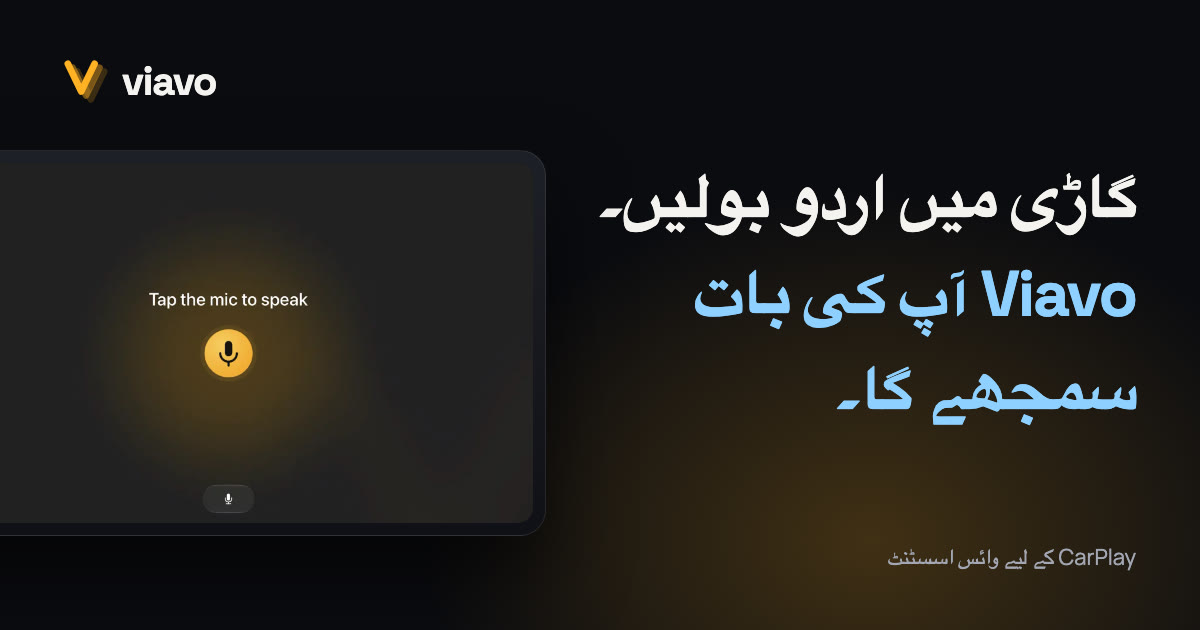 viavo
Tap the mic to speak
گاڑی میں اردو بولیں۔
Viavo آپ کی بات
سمجھے گا۔
CarPlay کے لیے وائس اسسٹنٹ